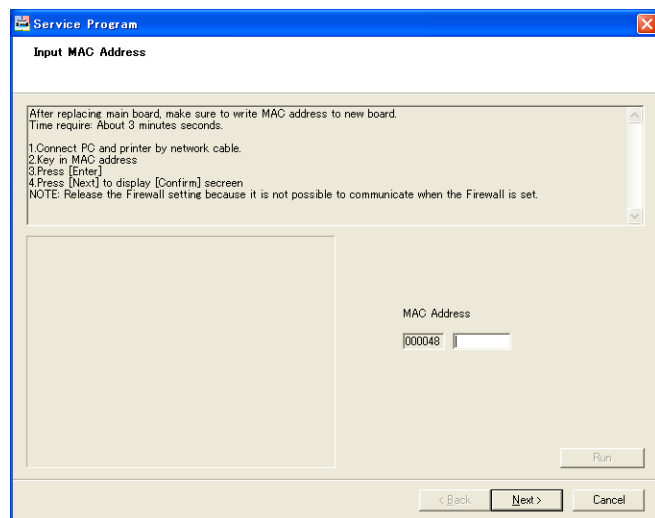 Service Program
Input MAC Address
After replacing main board, make sure to write MAC address to new board.
Time require: About 3 minutes seconds.
1.Connect PC and printer by network cable.
2.Key in MAC address
3.Press [Enter]
4.Press [Next] to display [Confirm] secreen
NOTE: Release the Firewall setting because it is not possible to communicate when the Firewall is set.
MAC Address
000048
Run
< Back
Next >
Cancel